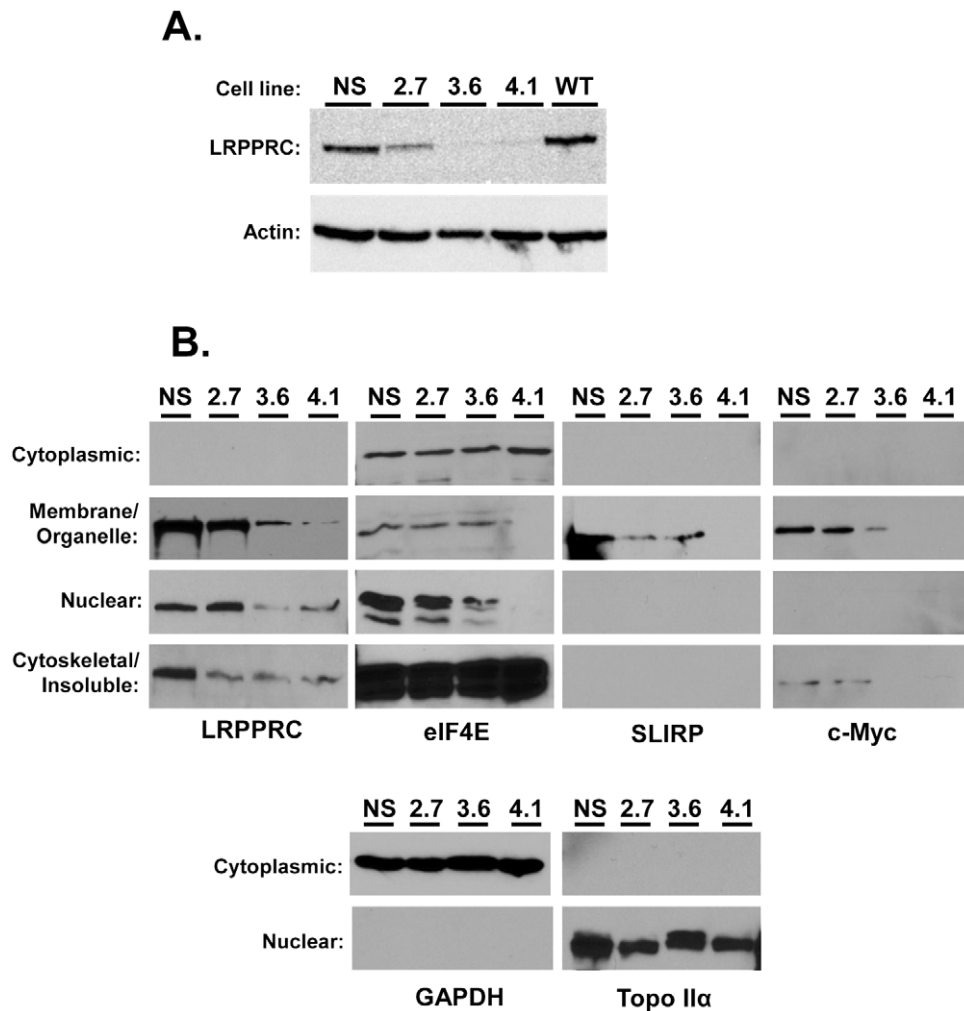 A.
Cell line: NS 2.7 3.6 4.1 WT
LRPPRC:
Actin:
B.
NS 2.7 3.6 4.1 NS 2.7 3.6 4.1 NS 2.7 3.6 4.1 NS 2.7 3.6 4.1
Cytoplasmic:
Membrane/
Organelle:
Nuclear:
Cytoskeletal/
Insoluble:
LRPPRC eIF4E SLIRP c-Myc
NS 2.7 3.6 4.1 NS 2.7 3.6 4.1
Cytoplasmic:
Nuclear:
GAPDH Topo IIα